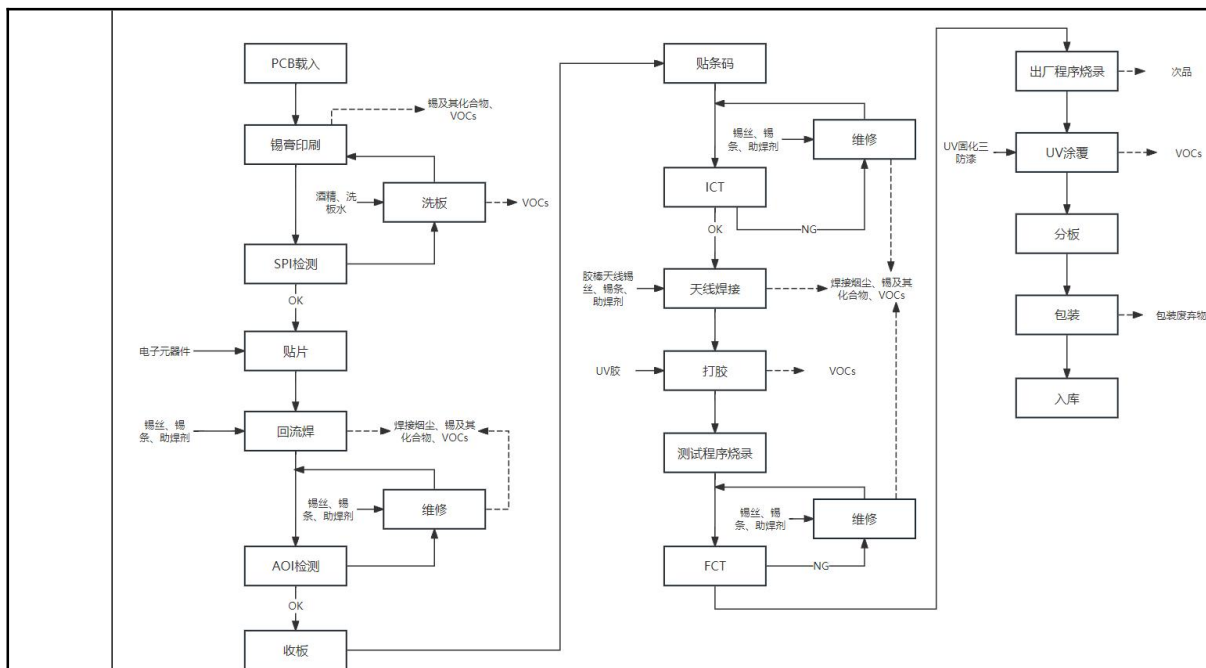 PCB载入
锡及其化合物、
VOCs
锡膏印刷
酒精、洗
板水
洗板
VOCs
SPI检测
OK
电子元器件
贴片
锡丝、锡
条、助焊剂
回流焊
焊接烟尘、锡及其
化合物、VOCs
锡丝、锡
条、助焊剂
维修
AOI检测
OK
收板
贴条码
锡丝、锡
条、助焊剂
维修
ICT
NG
OK
胶棒天线锡
丝、锡条、
助焊剂
天线焊接
焊接烟尘、锡及其
化合物、VOCs
UV胶
打胶
VOCs
测试程序烧录
锡丝、锡
条、助焊剂
维修
FCT
NG
出厂程序烧录
次品
UV固化三
防漆
UV涂覆
VOCs
分板
包装
包装废弃物
入库